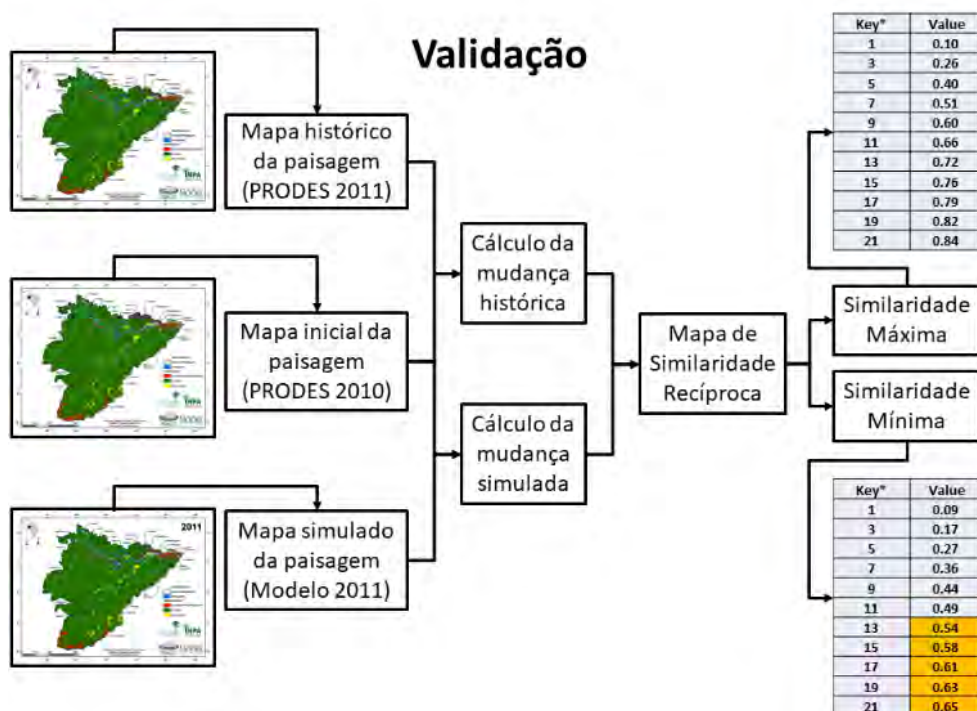 Validação
Mapa histórico
da paisagem
(PRODES 2011)
Mapa inicial da
paisagem
(PRODES 2010)
2011
Mapa simulado
da paisagem
(Modelo 2011)
Cálculo da
mudança
histórica
Cálculo da
mudança
simulada
Mapa de
Similaridade
Recíproca
Similaridade
Máxima
Similaridade
Mínima
Key* Value
1 0.10
3 0.26
5 0.40
7 0.51
9 0.60
11 0.66
13 0.72
15 0.76
17 0.79
19 0.82
21 0.84
Key* Value
1 0.09
3 0.17
5 0.27
7 0.36
9 0.44
11 0.49
13 0.54
15 0.58
17 0.61
19 0.63
21 0.65